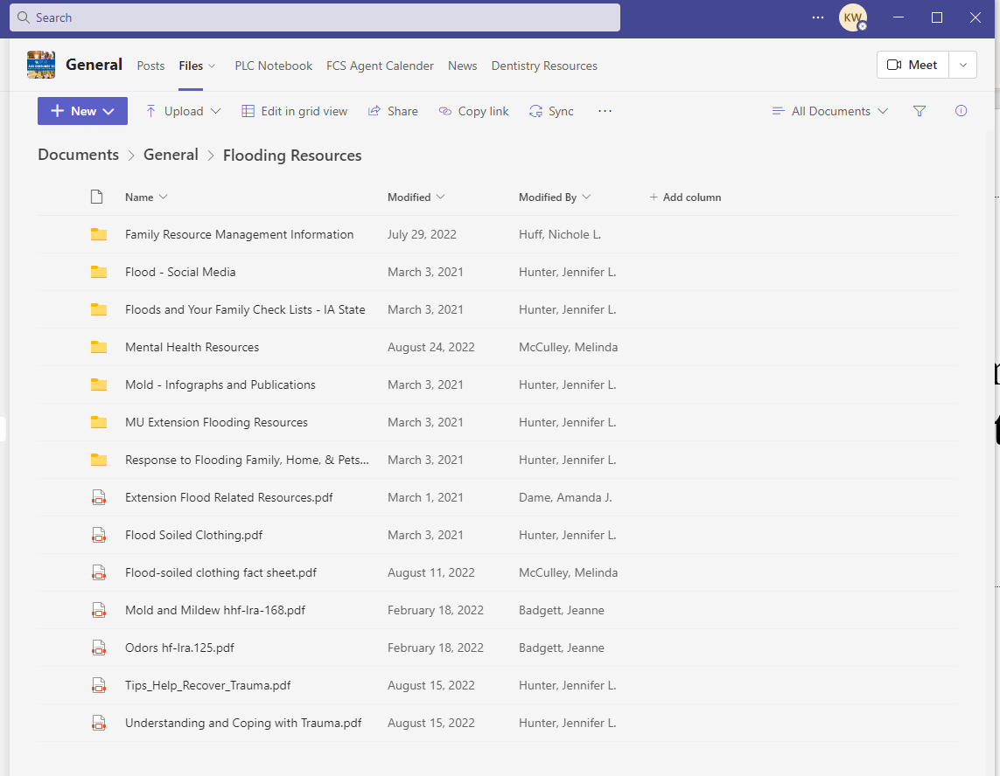 Search
KW
General Posts Files PLC Notebook FCS Agent Calender News Dentistry Resources Meet
New Upload Edit in grid view Share Copy link Sync ··· All Documents
Documents > General > Flooding Resources
Name Modified Modified By + Add column
Family Resource Management Information July 29, 2022 Huff, Nichole L.
Flood - Social Media March 3, 2021 Hunter, Jennifer L.
Floods and Your Family Check Lists - IA State March 3, 2021 Hunter, Jennifer L.
Mental Health Resources August 24, 2022 McCulley, Melinda
Mold - Infographs and Publications March 3, 2021 Hunter, Jennifer L.
MU Extension Flooding Resources March 3, 2021 Hunter, Jennifer L.
Response to Flooding Family, Home, & Pets... March 3, 2021 Hunter, Jennifer L.
Extension Flood Related Resources.pdf March 1, 2021 Dame, Amanda J.
Flood Soiled Clothing.pdf March 3, 2021 Hunter, Jennifer L.
Flood-soiled clothing fact sheet.pdf August 11, 2022 McCulley, Melinda
Mold and Mildew hhf-lra-168.pdf February 18, 2022 Badgett, Jeanne
Odors hf-lra.125.pdf February 18, 2022 Badgett, Jeanne
Tips_Help_Recover_Trauma.pdf August 15, 2022 Hunter, Jennifer L.
Understanding and Coping with Trauma.pdf August 15, 2022 Hunter, Jennifer L.